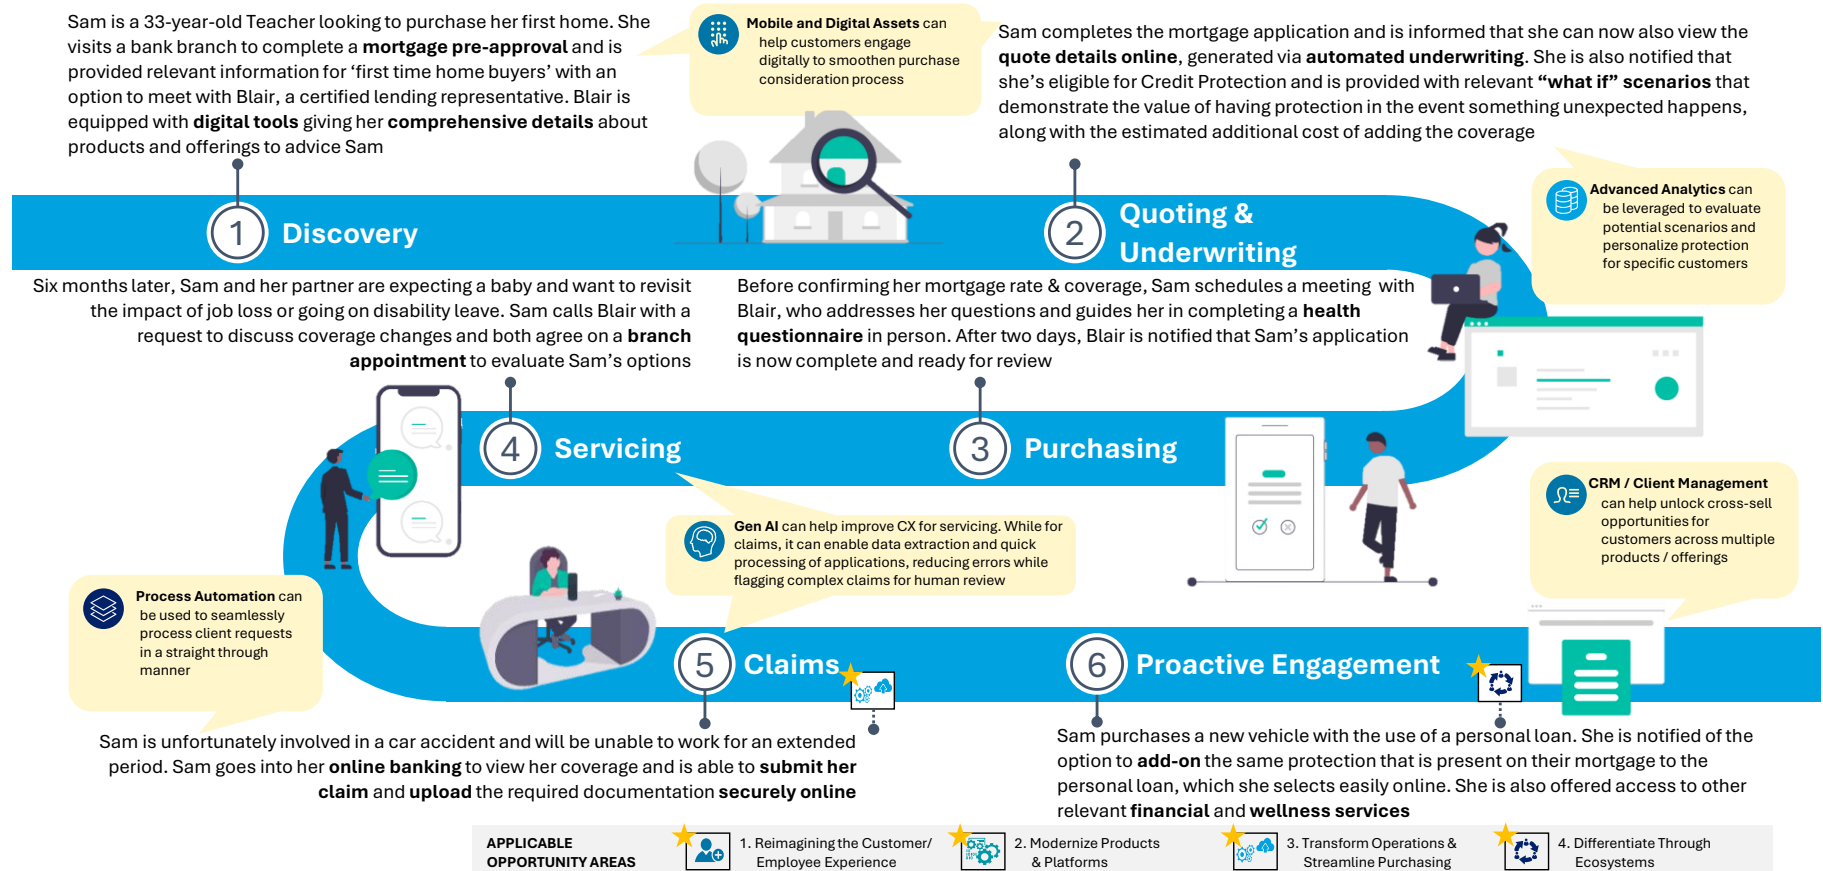 Sam is a 33-year-old Teacher looking to purchase her first home. She
visits a bank branch to complete a mortgage pre-approval and is
provided relevant information for ‘first time home buyers’ with an
option to meet with Blair, a certified lending representative. Blair is
equipped with digital tools giving her comprehensive details about
products and offerings to advice Sam
Mobile and Digital Assets can
help customers engage
digitally to smoothen purchase
consideration process
Sam completes the mortgage application and is informed that she can now also view the
quote details online, generated via automated underwriting. She is also notified that
she’s eligible for Credit Protection and is provided with relevant “what if” scenarios that
demonstrate the value of having protection in the event something unexpected happens,
along with the estimated additional cost of adding the coverage
Advanced Analytics can
be leveraged to evaluate
potential scenarios and
personalize protection
for specific customers
1 Discovery
2 Quoting &
Underwriting
Six months later, Sam and her partner are expecting a baby and want to revisit
the impact of job loss or going on disability leave. Sam calls Blair with a
request to discuss coverage changes and both agree on a branch
appointment to evaluate Sam’s options
Before confirming her mortgage rate & coverage, Sam schedules a meeting with
Blair, who addresses her questions and guides her in completing a health
questionnaire in person. After two days, Blair is notified that Sam’s application
is now complete and ready for review
4 Servicing
3 Purchasing
CRM / Client Management
can help unlock cross-sell
opportunities for
customers across multiple
products / offerings
Gen AI can help improve CX for servicing. While for
claims, it can enable data extraction and quick
processing of applications, reducing errors while
flagging complex claims for human review
Process Automation can
be used to seamlessly
process client requests
in a straight through
manner
5 Claims
6 Proactive Engagement
Sam is unfortunately involved in a car accident and will be unable to work for an extended
period. Sam goes into her online banking to view her coverage and is able to submit her
claim and upload the required documentation securely online
Sam purchases a new vehicle with the use of a personal loan. She is notified of the
option to add-on the same protection that is present on their mortgage to the
personal loan, which she selects easily online. She is also offered access to other
relevant financial and wellness services
APPLICABLE
OPPORTUNITY AREAS
1. Reimagining the Customer/
Employee Experience
2. Modernize Products
& Platforms
3. Transform Operations &
Streamline Purchasing
4. Differentiate Through
Ecosystems